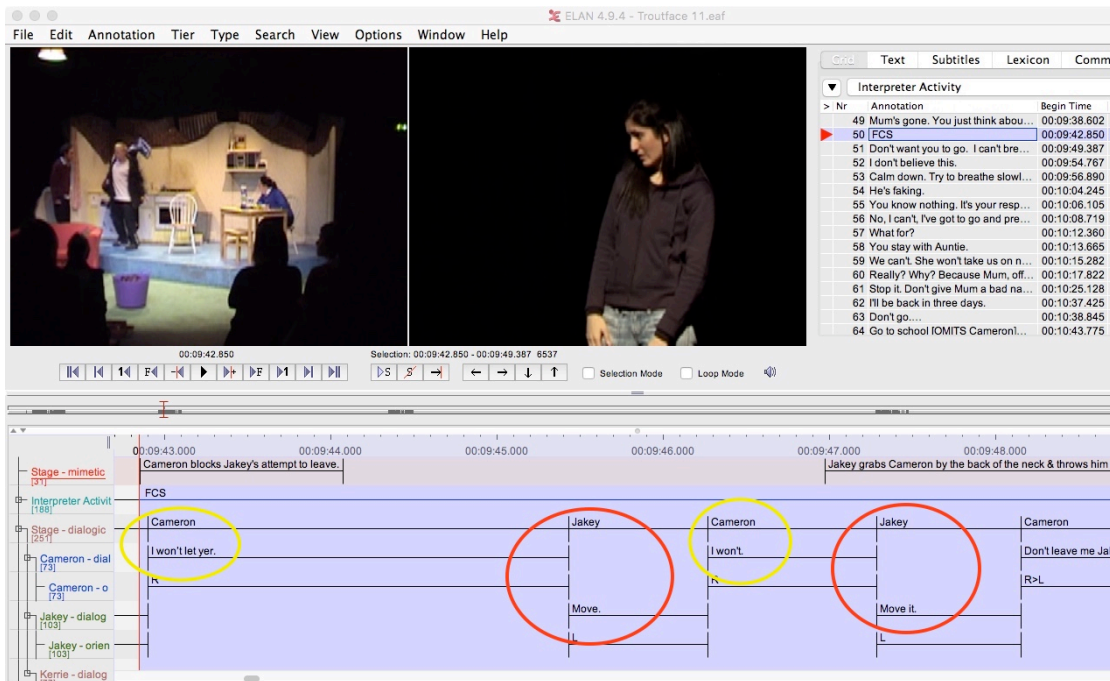 ELAN 4.9.4 - Troutface 11.eaf
File Edit Annotation Tier Type Search View Options Window Help
Grid Text Subtitles Lexicon Comm
▼ Interpreter Activity
> Nr Annotation Begin Time
49 Mum's gone. You just think abou... 00:09:38.602
50 FCS 00:09:42.850
51 Don't want you to go. I can't bre... 00:09:49.387
52 I don't believe this. 00:09:54.767
53 Calm down. Try to breathe slowl... 00:09:56.890
54 He's faking. 00:10:04.245
55 You know nothing. It's your resp... 00:10:06.105
56 No, I can't, I've got to go and pre... 00:10:08.719
57 What for? 00:10:12.360
58 You stay with Auntie. 00:10:13.665
59 We can't. She won't take us on n... 00:10:15.282
60 Really? Why? Because Mum, off... 00:10:17.822
61 Stop it. Don't give Mum a bad na... 00:10:25.128
62 I'll be back in three days. 00:10:37.425
63 Don't go.... 00:10:38.845
64 Go to school [OMITS Cameron]... 00:10:43.775
00:09:42.850 Selection: 00:09:42.850 - 00:09:49.387 6537
1 F F 1 S S Selection Mode Loop Mode
00:09:43.000 00:09:44.000 00:09:45.000 00:09:46.000 00:09:47.000 00:09:48.000
Stage - mimetic Cameron blocks Jakey's attempt to leave. Jakey grabs Cameron by the back of the neck & throws him
[31]
Interpreter Activit FCS
[188]
Stage - dialogic Cameron Jakey Cameron Jakey Cameron
[251]
Cameron - dial I won't let yer. I won't. Don't leave me Jal
[73]
Cameron - o R R R>L
[73]
Jakey - dialog Move. Move it.
[103]
Jakey - orien L L
[103]
Kerrie - dialog